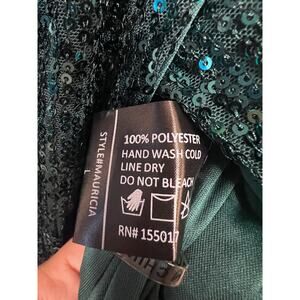 STYLE#MAURICIA
100% POLYESTER
HAND WASH COLD
LINE DRY
DO NOT BLEACH
RN# 155017